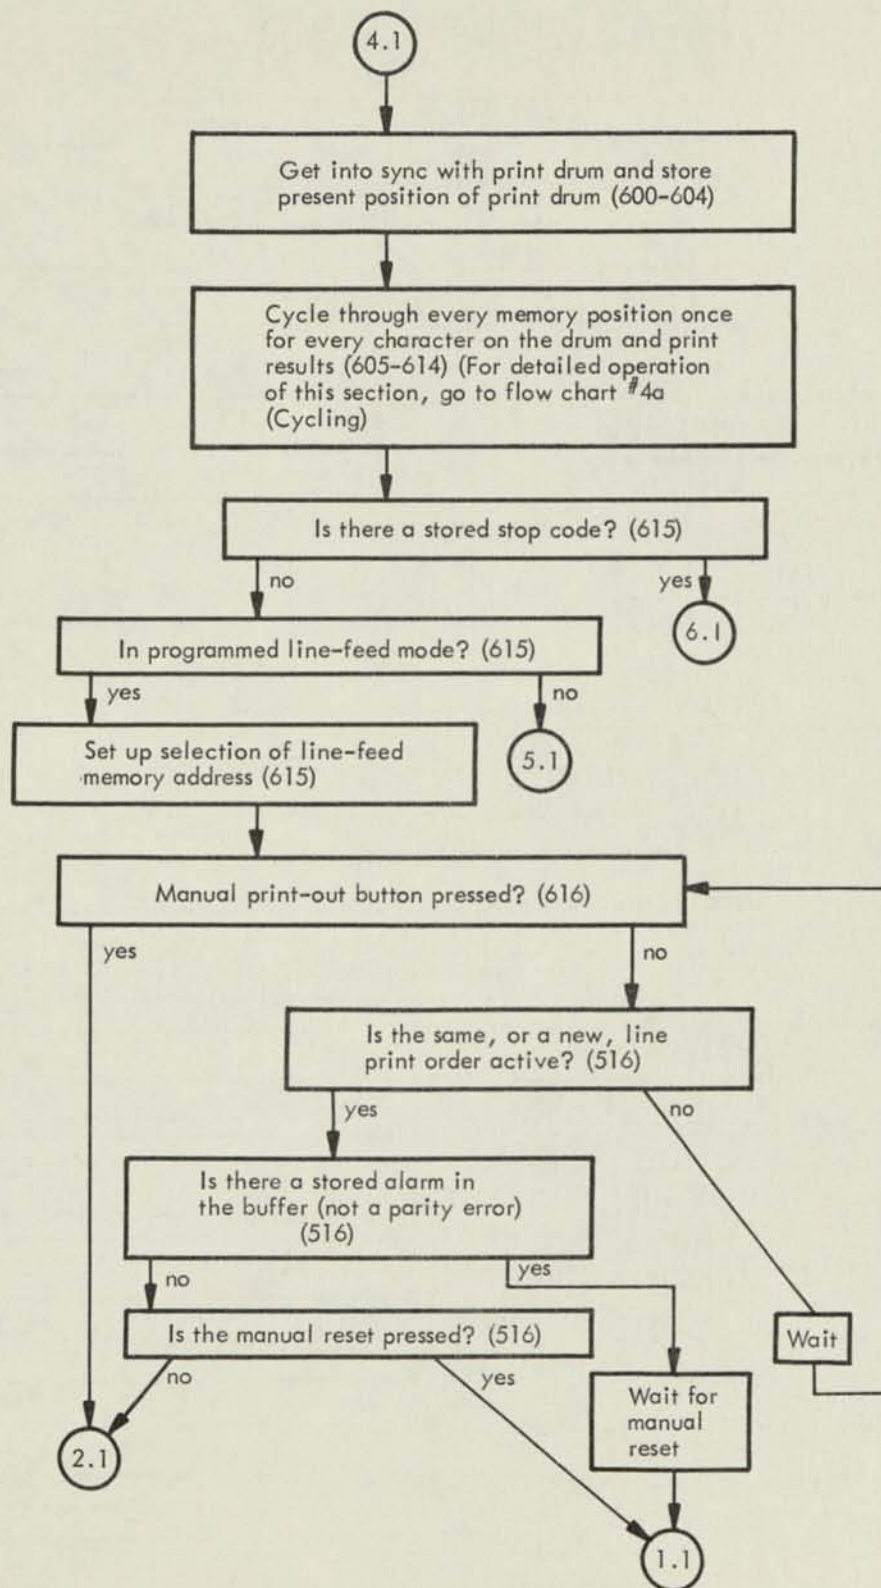 4.1
Get into sync with print drum and store
present position of print drum (600-604)
Cycle through every memory position once
for every character on the drum and print
results (605-614) (For detailed operation
of this section, go to flow chart #4a
(Cycling)
Is there a stored stop code? (615)
no
yes
6.1
In programmed line-feed mode? (615)
yes
no
Set up selection of line-feed
memory address (615)
5.1
Manual print-out button pressed? (616)
yes
no
Is the same, or a new, line
print order active? (516)
yes
no
Is there a stored alarm in
the buffer (not a parity error)
(516)
no
yes
Is the manual reset pressed? (516)
Wait
no
yes
Wait for
manual
reset
2.1
1.1